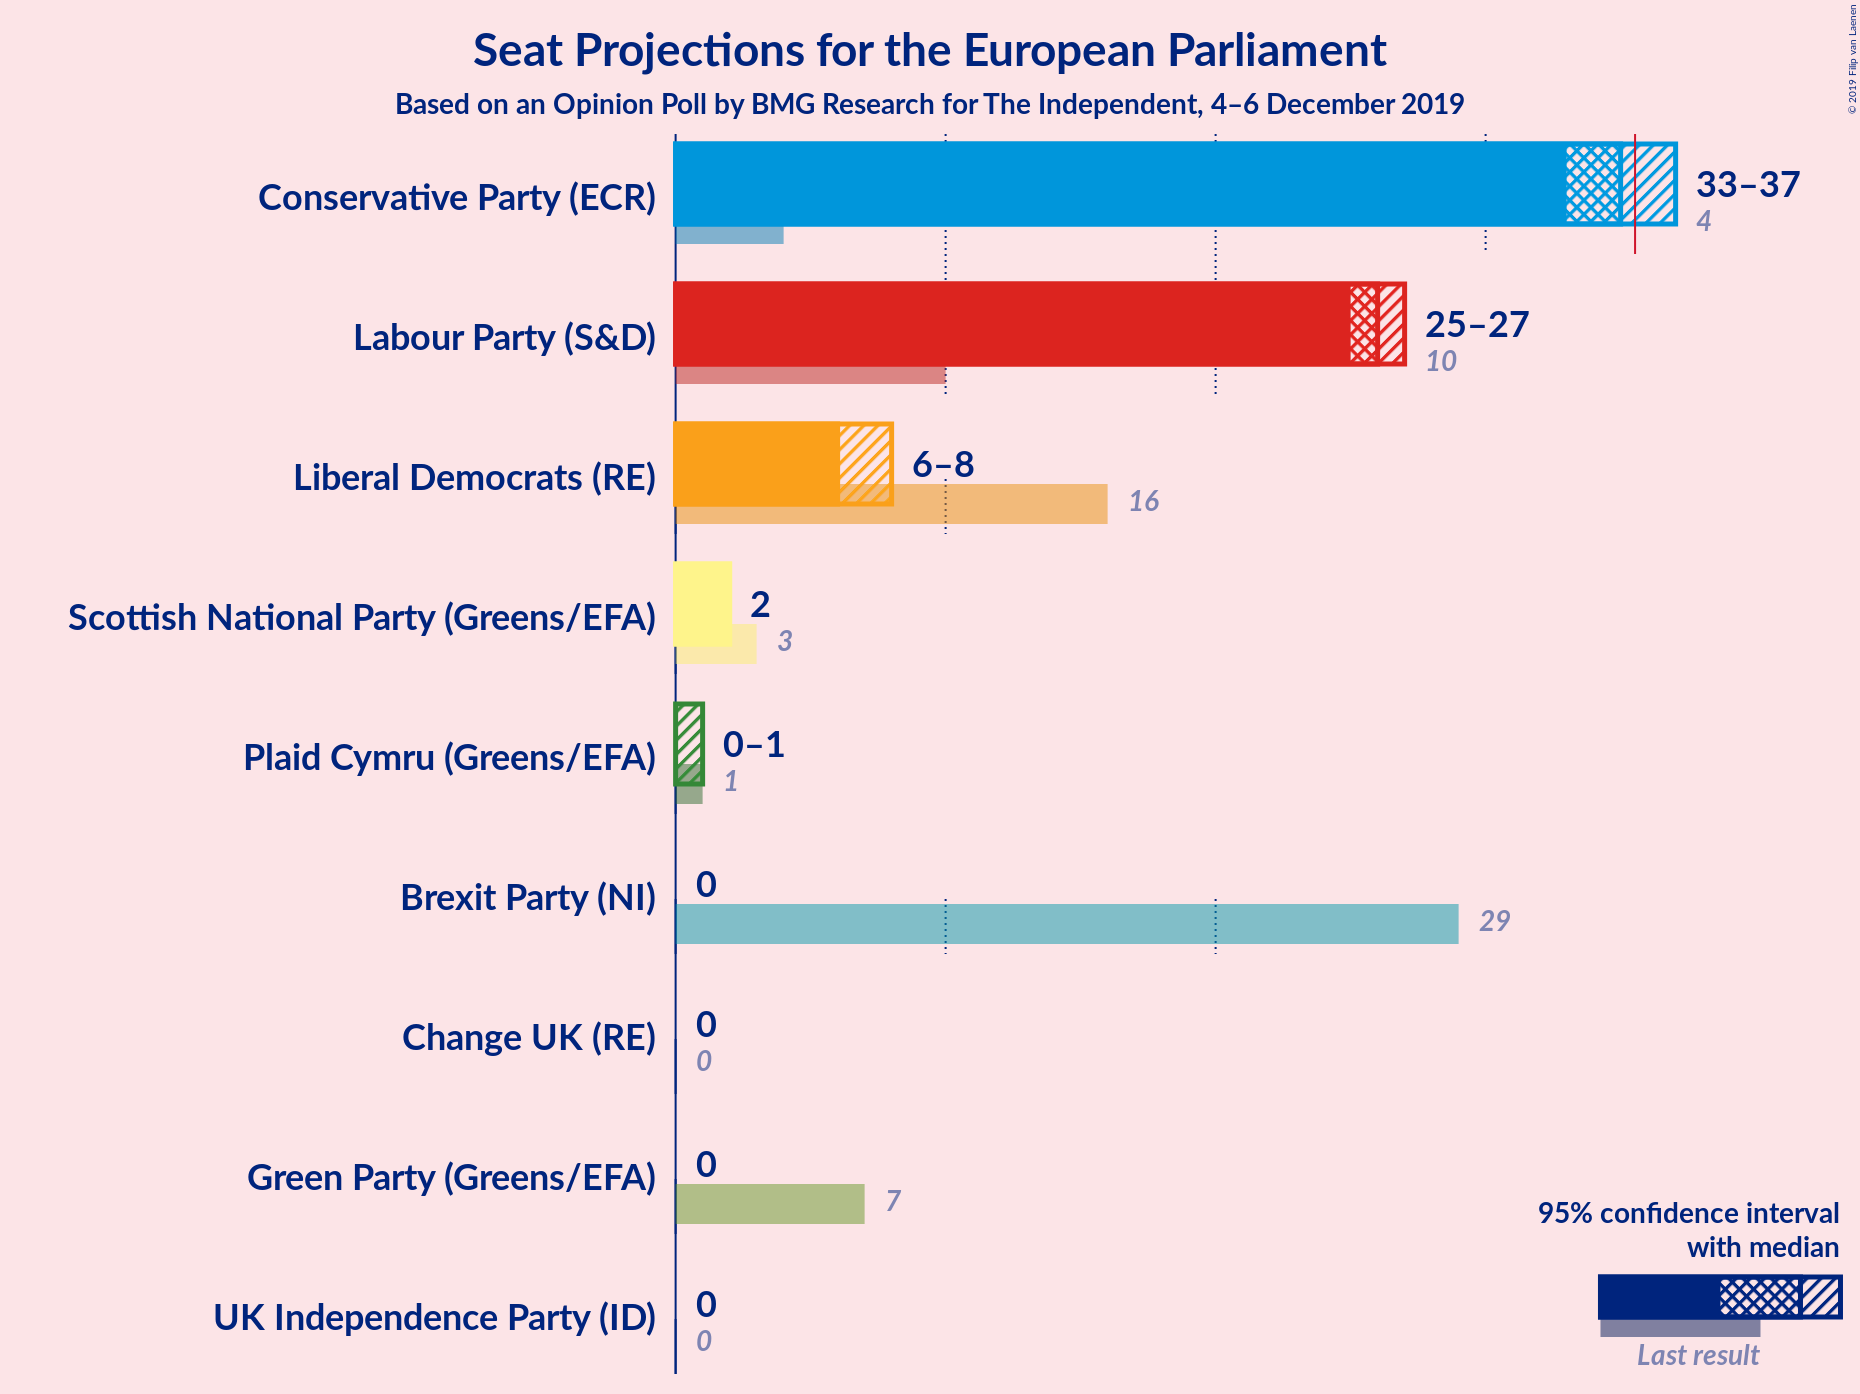 Seat Projections for the European Parliament
Based on an Opinion Poll by BMG Research for The Independent, 4–6 December 2019
© 2019 Filip van Laenen
Conservative Party (ECR)
33–37
4
Labour Party (S&D)
25–27
10
Liberal Democrats (RE)
6–8
16
Scottish National Party (Greens/EFA)
2
3
Plaid Cymru (Greens/EFA)
0–1
1
Brexit Party (NI)
0
29
Change UK (RE)
0
0
Green Party (Greens/EFA)
0
7
UK Independence Party (ID)
0
0
95% confidence interval
with median
Last result